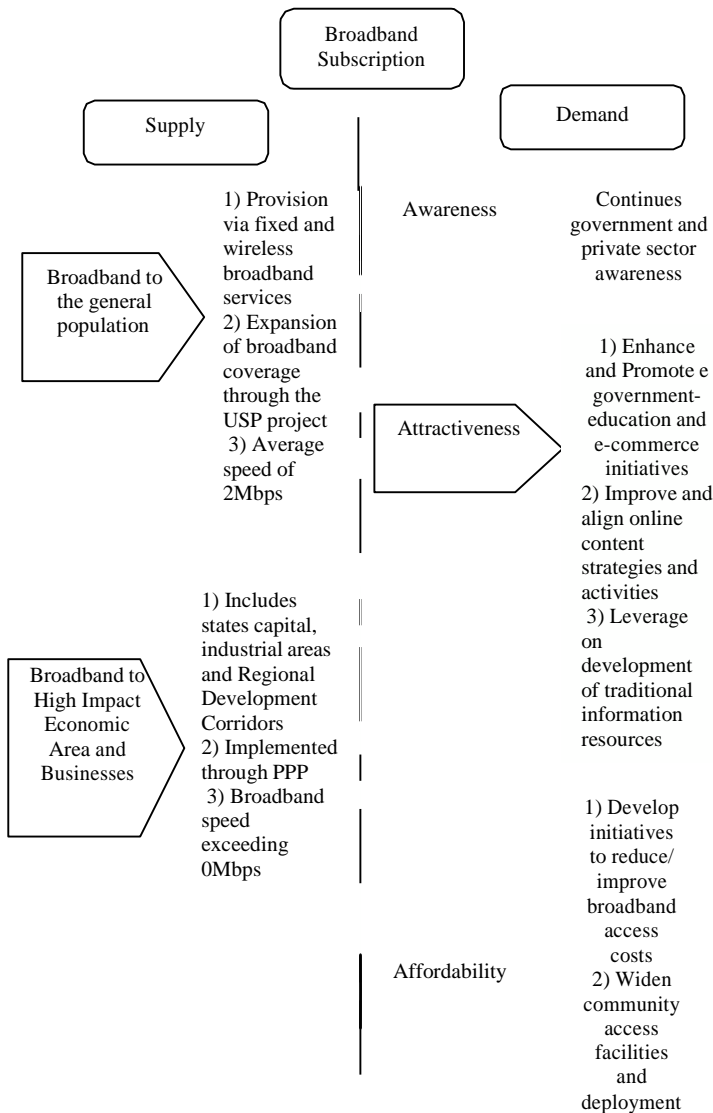 Broadband
Subscription
Supply
Demand
Broadband to
the general
population
1) Provision
via fixed and
wireless
broadband
services
2) Expansion
of broadband
coverage
through the
USP project
3) Average
speed of
2Mbps
Broadband to
High Impact
Economic
Area and
Businesses
1) Includes
states capital,
industrial areas
and Regional
Development
Corridors
2) Implemented
through PPP
3) Broadband
speed
exceeding
0Mbps
Awareness
Continues
government and
private sector
awareness
Attractiveness
1) Enhance
and Promote e
government-
education and
e-commerce
initiatives
2) Improve and
align online
content
strategies and
activities
3) Leverage
on
development
of traditional
information
resources
Affordability
1) Develop
initiatives
to reduce/
improve
broadband
access
costs
2) Widen
community
access
facilities
and
deployment